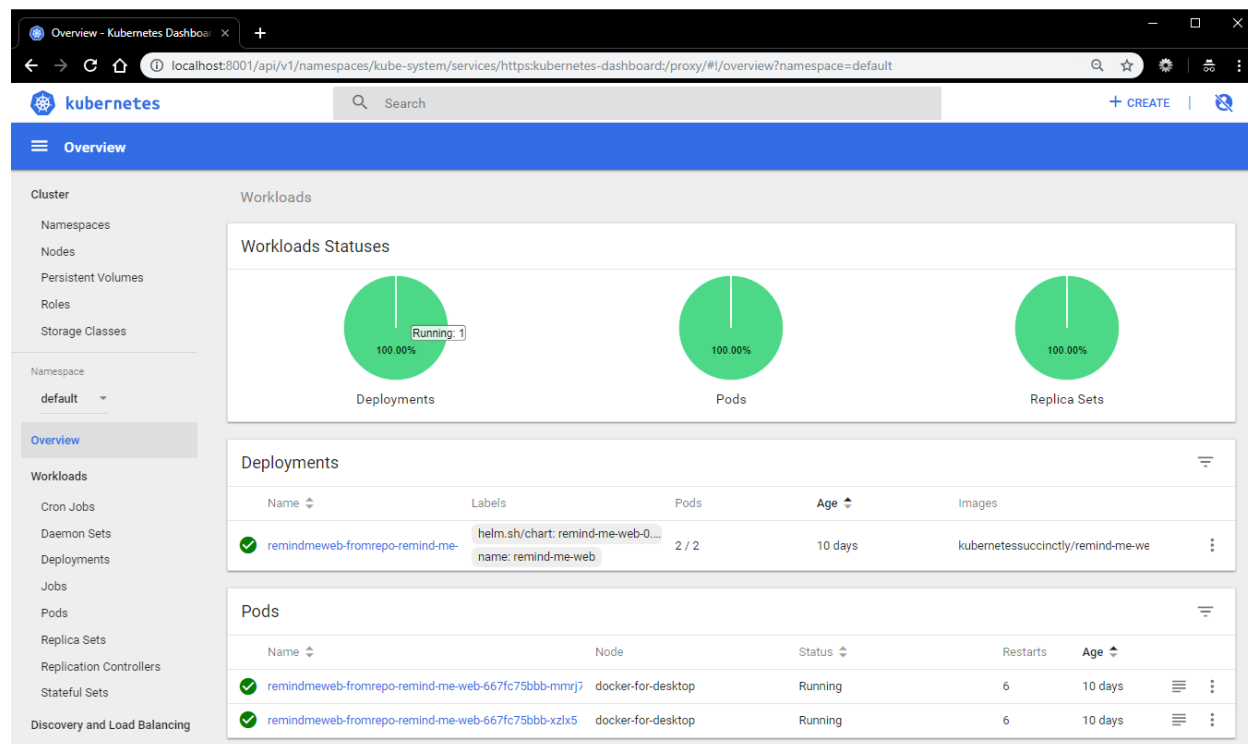 Overview - Kubernetes Dashboar
localhost:8001/api/v1/namespaces/kube-system/services/https:kubernetes-dashboard:/proxy/#!/overview?namespace=default
kubernetes
Search
+ CREATE
Overview
Cluster
Namespaces
Nodes
Persistent Volumes
Roles
Storage Classes
Namespace
default
Overview
Workloads
Cron Jobs
Daemon Sets
Deployments
Jobs
Pods
Replica Sets
Replication Controllers
Stateful Sets
Discovery and Load Balancing
Workloads
Workloads Statuses
Running: 1
100.00% 100.00% 100.00%
Deployments Pods Replica Sets
Deployments
Name Labels Pods Age Images
remindmeweb-fromrepo-remind-me- helm.sh/chart: remind-me-web-0.... 2 / 2 10 days kubernetessuccinctly/remind-me-we
name: remind-me-web
Pods
Name Node Status Restarts Age
remindmeweb-fromrepo-remind-me-web-667fc75bbb-mmrj7 docker-for-desktop Running 6 10 days
remindmeweb-fromrepo-remind-me-web-667fc75bbb-xzlx5 docker-for-desktop Running 6 10 days